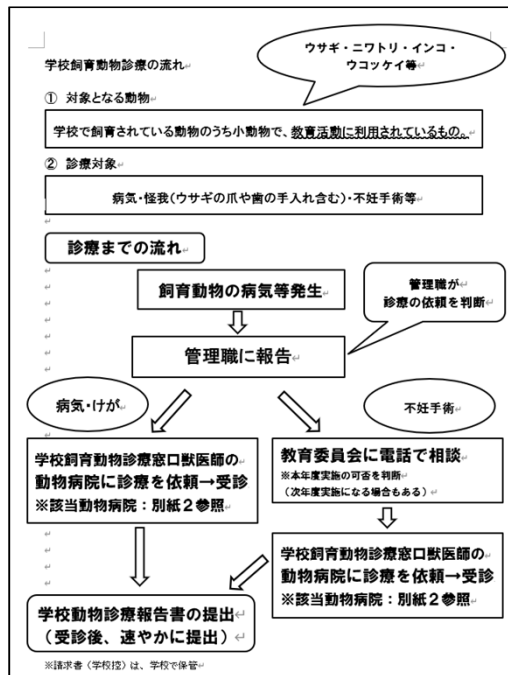 ウサギ・ニワトリ・インコ・
ウコッケイ等
学校飼育動物診療の流れ
① 対象となる動物
学校で飼育されている動物のうち小動物で、教育活動に利用されているもの。
② 診療対象
病気・怪我(ウサギの爪や歯の手入れ含む)・不妊手術等
診療までの流れ
飼育動物の病気等発生
管理職が
診療の依頼を判断
管理職に報告
病気・けが
不妊手術
学校飼育動物診療窓口獣医師の
動物病院に診療を依頼→受診
※該当動物病院：別紙２参照
教育委員会に電話で相談
※本年度実施の可否を判断
（次年度実施になる場合もある）
学校飼育動物診療窓口獣医師の
動物病院に診療を依頼→受診
※該当動物病院：別紙２参照
学校動物診療報告書の提出
（受診後、速やかに提出）
※請求書（学校控）は、学校で保管